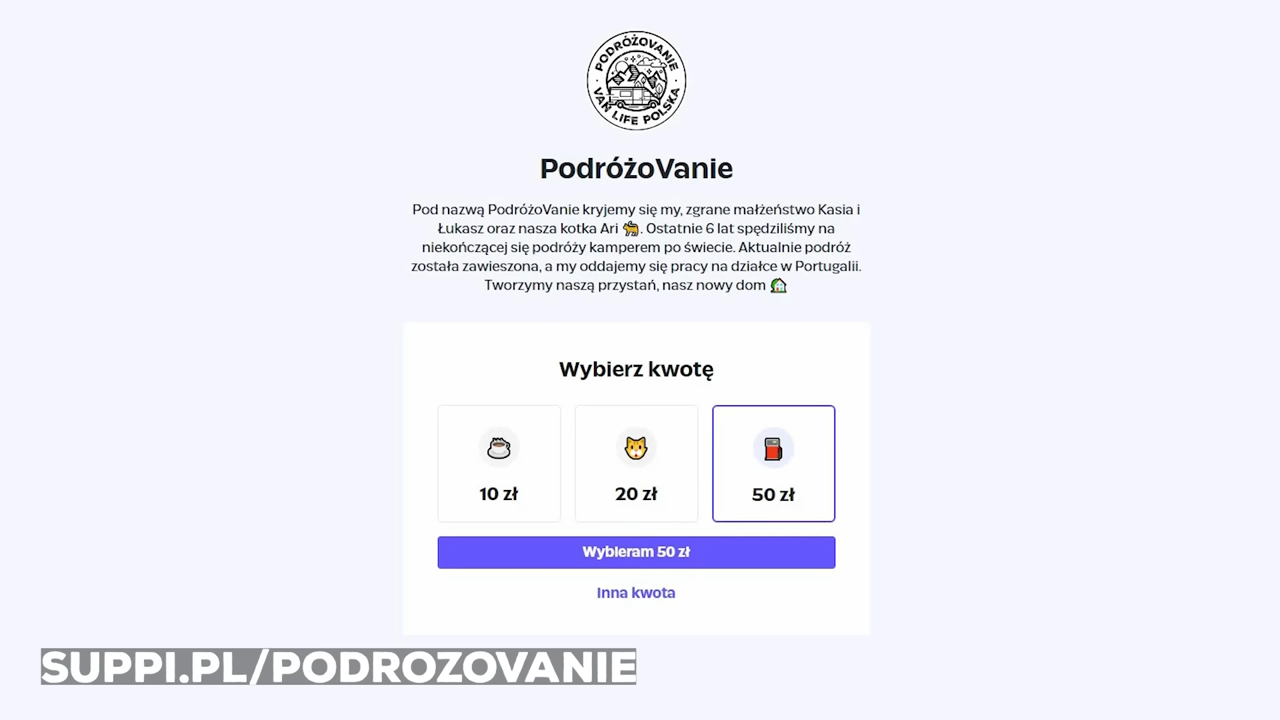 PODRÓŻOVANIE
VAN LIFE POLSKA
PodróżoVanie
Pod nazwą PodróżoVanie kryjemy się my, zgrane małżeństwo Kasia i
Łukasz oraz nasza kotka Ari 🐈. Ostatnie 6 lat spędziliśmy na
niekończącej się podróży kamperem po świecie. Aktualnie podróż
została zawieszona, a my oddajemy się pracy na działce w Portugalii.
Tworzymy naszą przystań, nasz nowy dom 🏡
Wybierz kwotę
10 zł 20 zł 50 zł
Wybieram 50 zł
Inna kwota
SUPPI.PL/PODROZOVANIE